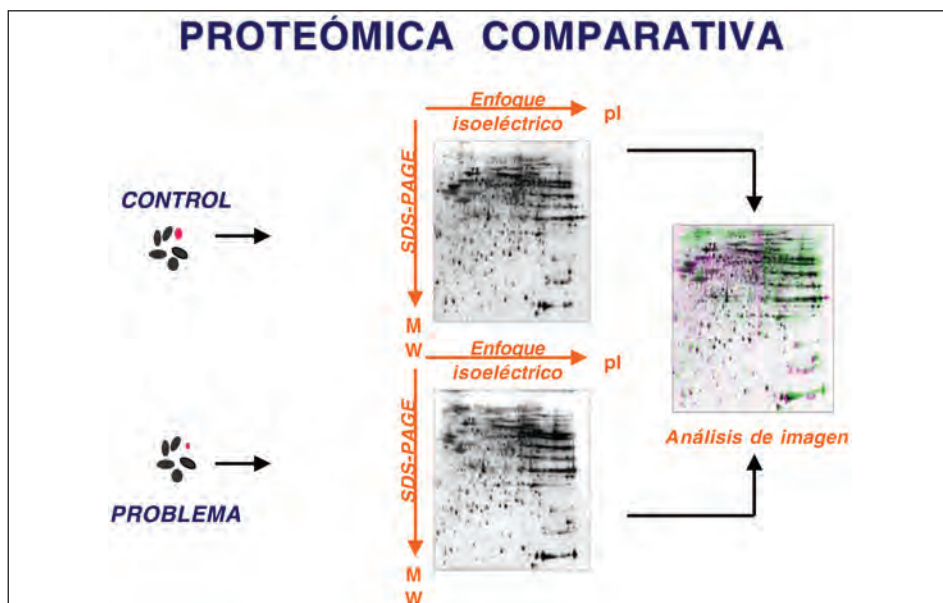 PROTEÓMICA COMPARATIVA
Enfoque
isoeléctrico
pI
SDS-PAGE
M
W
CONTROL
Enfoque
isoeléctrico
pI
SDS-PAGE
M
W
PROBLEMA
Análisis de imagen